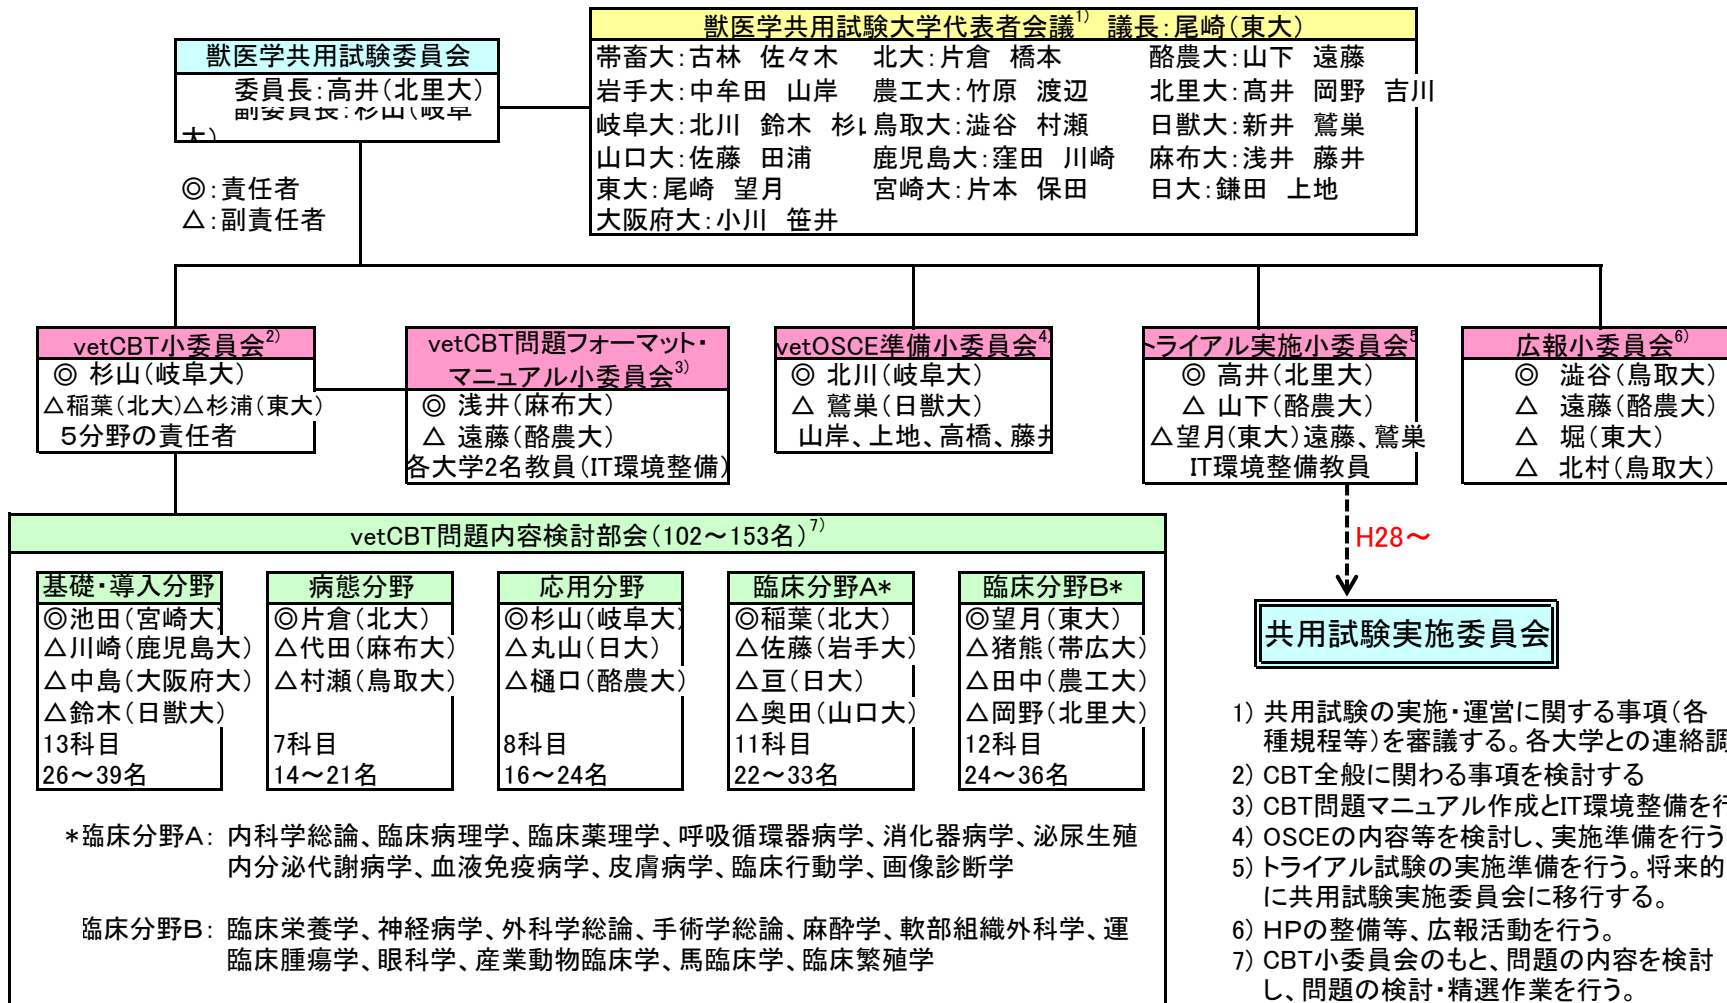 獣医学共用試験大学代表者会議1) 議長：尾崎（東大）
帯畜大：古林 佐々木 北大：片倉 橋本 酪農大：山下 遠藤
岩手大：中牟田 山岸 農工大：竹原 渡辺 北里大：髙井 岡野 吉川
岐阜大：北川 鈴木 杉山 鳥取大：澁谷 村瀬 日獣大：新井 鷲巣
山口大：佐藤 田浦 鹿児島大：窪田 川崎 麻布大：浅井 藤井
東大：尾崎 望月 宮崎大：片本 保田 日大：鎌田 上地
大阪府大：小川 笹井
獣医学共用試験委員会
委員長：高井（北里大）
副委員長：杉山（岐阜
大）
◎：責任者
△：副責任者
vetCBT小委員会2)
◎ 杉山（岐阜大）
△稲葉（北大）△杉浦（東大）
５分野の責任者
vetCBT問題フォーマット・
マニュアル小委員会3)
◎ 浅井（麻布大）
△ 遠藤（酪農大）
各大学2名教員（IT環境整備）
vetOSCE準備小委員会4)
◎ 北川（岐阜大）
△ 鷲巣（日獣大）
山岸、上地、高橋、藤井
トライアル実施小委員会5
◎ 高井（北里大）
△ 山下（酪農大）
△望月（東大）遠藤、鷲巣
IT環境整備教員
広報小委員会6)
◎ 澁谷（鳥取大）
△ 遠藤（酪農大）
△ 堀（東大）
△ 北村（鳥取大）
H28～
共用試験実施委員会
vetCBT問題内容検討部会（102～153名）7)
基礎・導入分野
◎池田（宮崎大）
△川崎（鹿児島大）
△中島（大阪府大）
△鈴木（日獣大）
13科目
26～39名
病態分野
◎片倉（北大）
△代田（麻布大）
△村瀬（鳥取大）
7科目
14～21名
応用分野
◎杉山（岐阜大）
△丸山（日大）
△樋口（酪農大）
8科目
16～24名
臨床分野Ａ*
◎稲葉（北大）
△佐藤（岩手大）
△亘（日大）
△奥田（山口大）
11科目
22～33名
臨床分野Ｂ*
◎望月（東大）
△猪熊（帯広大）
△田中（農工大）
△岡野（北里大）
12科目
24～36名
*臨床分野Ａ： 内科学総論、臨床病理学、臨床薬理学、呼吸循環器病学、消化器病学、泌尿生殖
内分泌代謝病学、血液免疫病学、皮膚病学、臨床行動学、画像診断学
臨床分野Ｂ： 臨床栄養学、神経病学、外科学総論、手術学総論、麻酔学、軟部組織外科学、運
臨床腫瘍学、眼科学、産業動物臨床学、馬臨床学、臨床繁殖学
1) 共用試験の実施・運営に関する事項（各
種規程等）を審議する。各大学との連絡調
2) CBT全般に関わる事項を検討する
3) CBT問題マニュアル作成とIT環境整備を行
4) OSCEの内容等を検討し、実施準備を行う
5) トライアル試験の実施準備を行う。将来的
に共用試験実施委員会に移行する。
6) HPの整備等、広報活動を行う。
7) CBT小委員会のもと、問題の内容を検討
し、問題の検討・精選作業を行う。